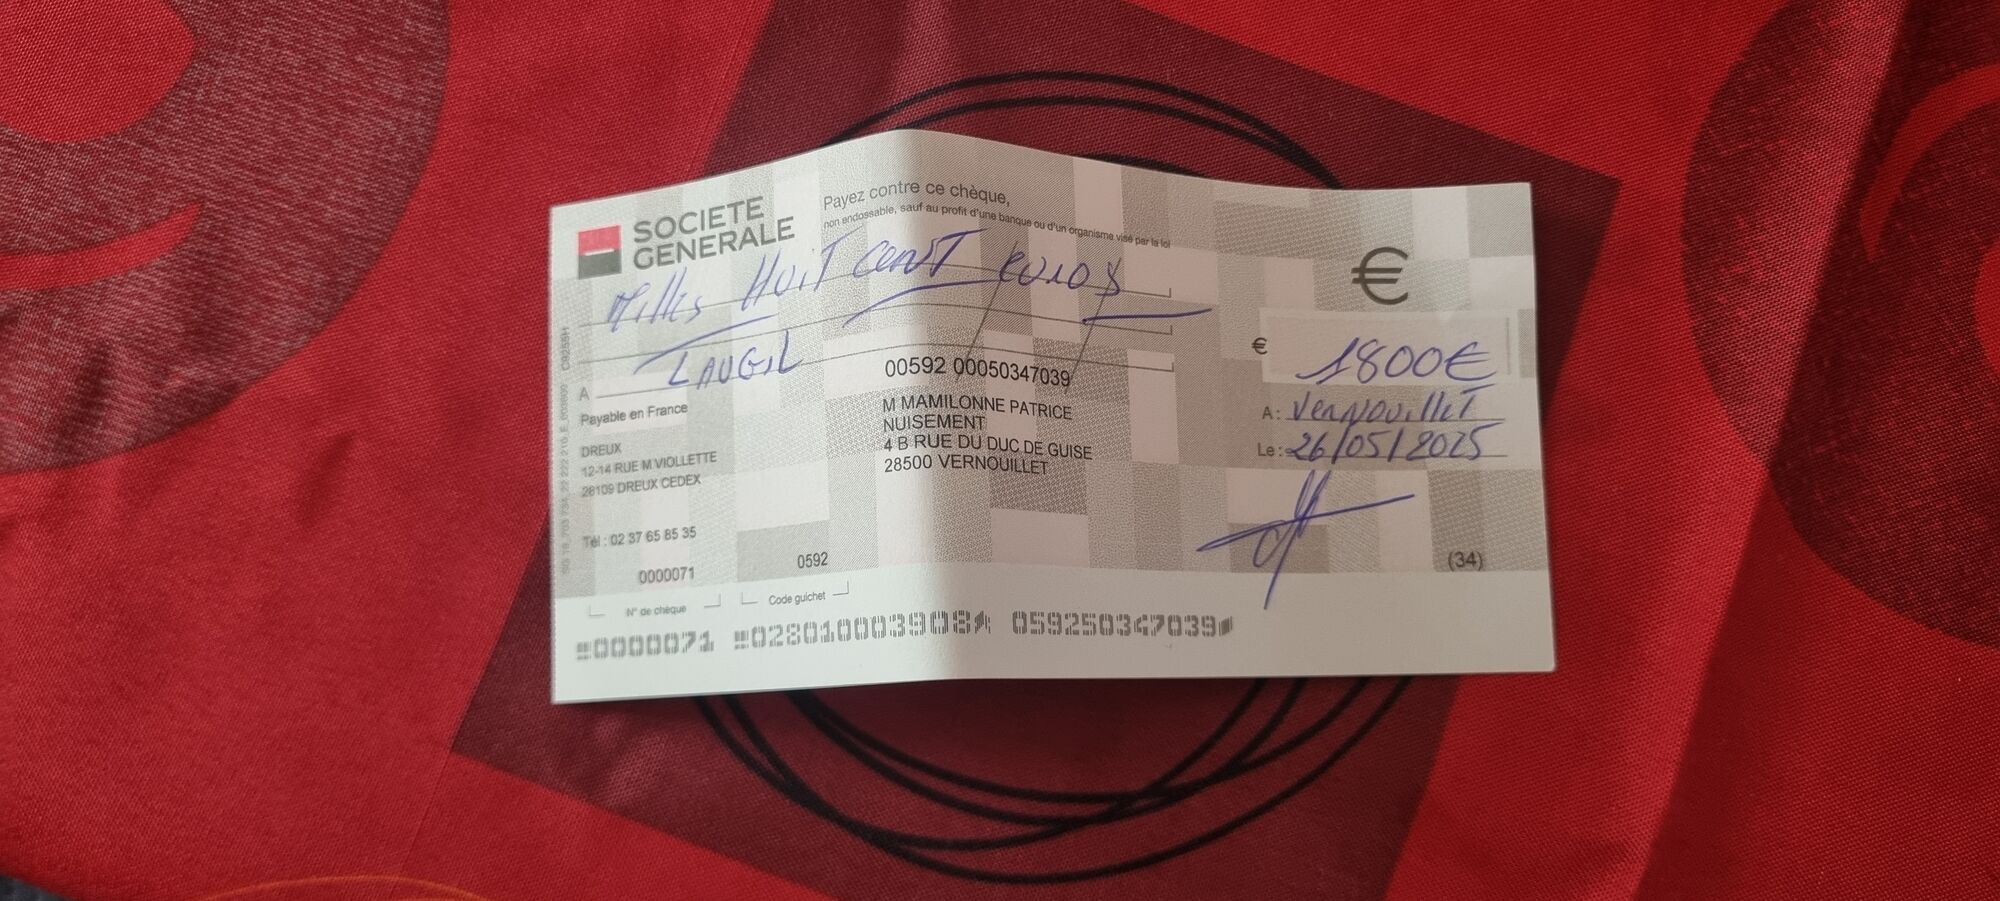 SOCIETE
GENERALE
Payez contre ce chèque,
non endossable, sauf au profit d'une banque ou d'un organisme visé par la loi
Milles Huit cent euros
€
€ 1800€
A LAUGIL
A: Vernouillet
Le: 26/05/2025
Payable en France
DREUX
12-14 RUE M VIOLLETTE
28109 DREUX CEDEX
Tél : 02 37 65 85 35
00592 00050347039
M MAMILONNE PATRICE
NUISEMENT
4 B RUE DU DUC DE GUISE
28500 VERNOUILLET
0000071
N° de chèque
0592
Code guichet
(34)
0000071 028010003908 059250347039